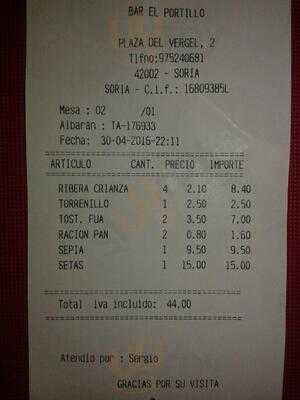 BAR EL PORTILLO
PLAZA DEL VERGEL, 2
Tlfno:975240681
42002 - SORIA
SORIA - C.i.f.: 16809385L
Mesa : 02 /01
Albarán : TA-176933
Fecha: 30-04-2016-22:11
ARTICULO CANT. PRECIO IMPORTE
RIBERA CRIANZA 4 2.10 8.40
TORRENILLO 1 2.50 2.50
TOST. FUA 2 3.50 7.00
RACION PAN 2 0.80 1.60
SEPIA 1 9.50 9.50
SETAS 1 15.00 15.00
Total iva incluido: 44.00
Atendio por : Sergio
GRACIAS POR SU VISITA